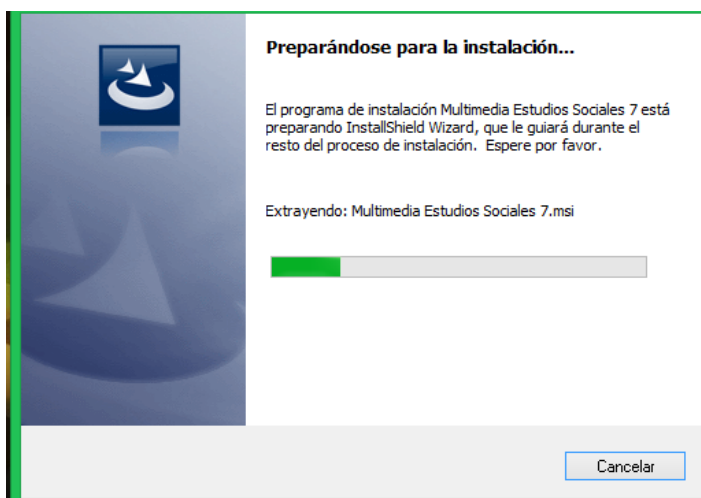 Preparándose para la instalación...
El programa de instalación Multimedia Estudios Sociales 7 está
preparando InstallShield Wizard, que le guiará durante el
resto del proceso de instalación.  Espere por favor.
Extrayendo: Multimedia Estudios Sociales 7.msi
Cancelar